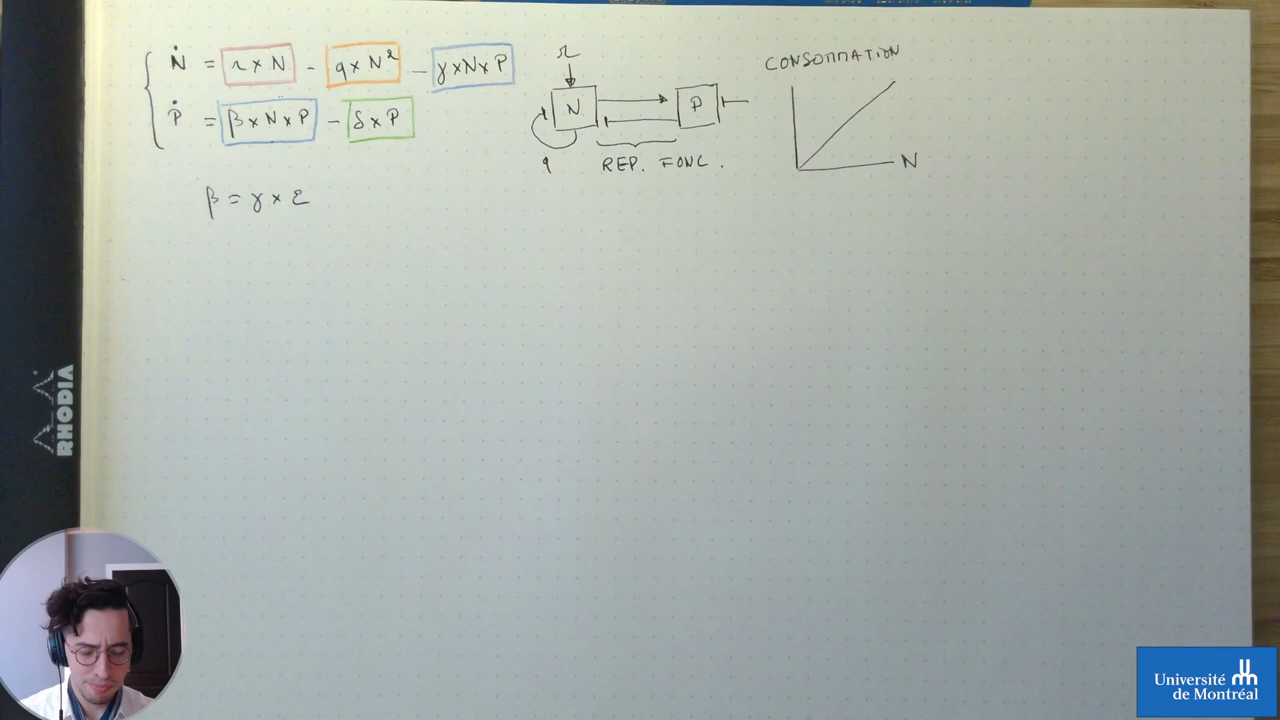 Ṅ = r × N - q × N² - γ × N × P
Ṗ = β × N × P - δ × P
β = γ × ε
r
N
P
q
REP. FONC.
CONSOMMATION
N
RHODIA
Université
de Montréal